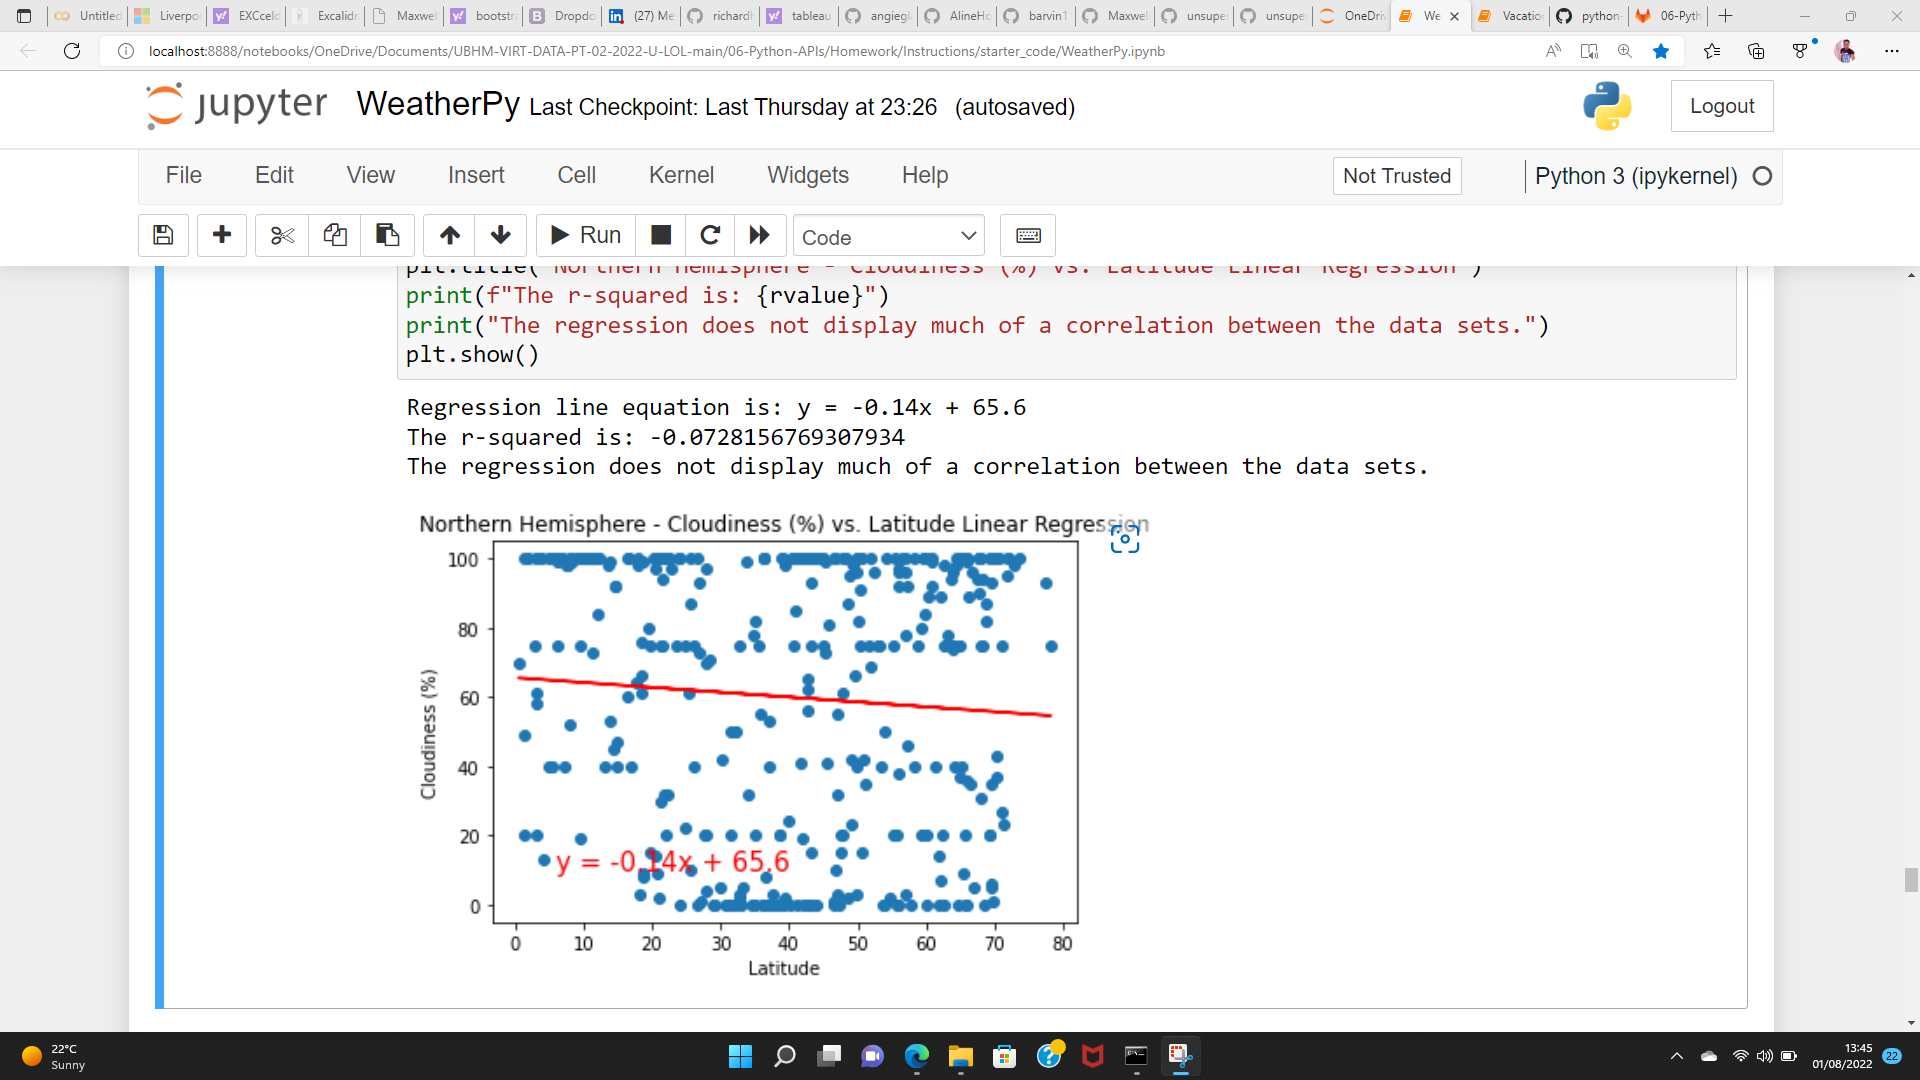 Untitled
Liverpo
EXCceld
Excalidr
Maxwel
bootstra
Dropdo
(27) Me
richardh
tableau
angiegl
AlineHo
barvin1
Maxwel
unsuper
unsuper
OneDriv
We
Vacation
python-
06-Pyth
localhost:8888/notebooks/OneDrive/Documents/UBHM-VIRT-DATA-PT-02-2022-U-LOL-main/06-Python-APIs/Homework/Instructions/starter_code/WeatherPy.ipynb
jupyter WeatherPy Last Checkpoint: Last Thursday at 23:26 (autosaved)
Logout
File Edit View Insert Cell Kernel Widgets Help
Not Trusted
Python 3 (ipykernel)
Run
Code
plt.title("Northern Hemisphere - Cloudiness (%) vs. Latitude Linear Regression")
print(f"The r-squared is: {rvalue}")
print("The regression does not display much of a correlation between the data sets.")
plt.show()
Regression line equation is: y = -0.14x + 65.6
The r-squared is: -0.0728156769307934
The regression does not display much of a correlation between the data sets.
Northern Hemisphere - Cloudiness (%) vs. Latitude Linear Regression
100
80
60
40
20
0
Cloudiness (%)
y = -0.14x + 65.6
0 10 20 30 40 50 60 70 80
Latitude
22°C
Sunny
13:45
01/08/2022
22